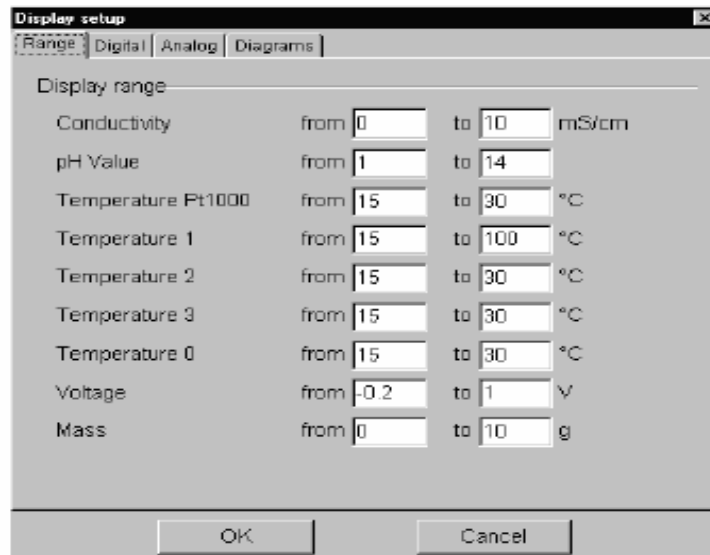 Display setup
Range Digital Analog Diagrams
Display range
Conductivity from 0 to 10 mS/cm
pH Value from 1 to 14
Temperature Pt1000 from 15 to 30 °C
Temperature 1 from 15 to 100 °C
Temperature 2 from 15 to 30 °C
Temperature 3 from 15 to 30 °C
Temperature 0 from 15 to 30 °C
Voltage from -0.2 to 1 V
Mass from 0 to 10 g
OK Cancel